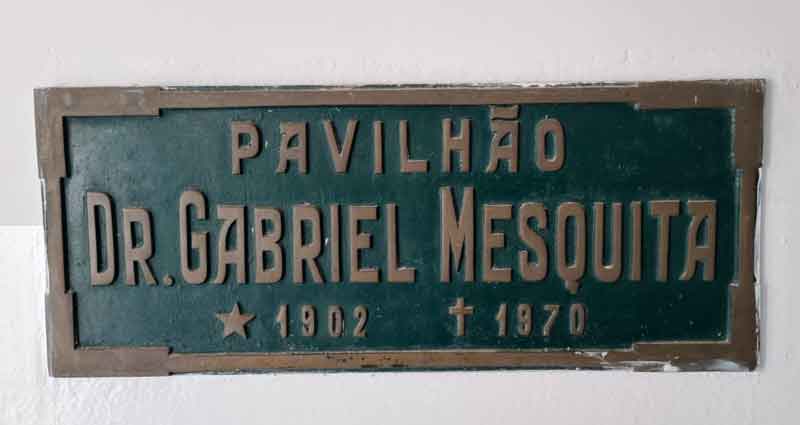 PAVILHÃO
DR. GABRIEL MESQUITA
★ 1902 ✝ 1970